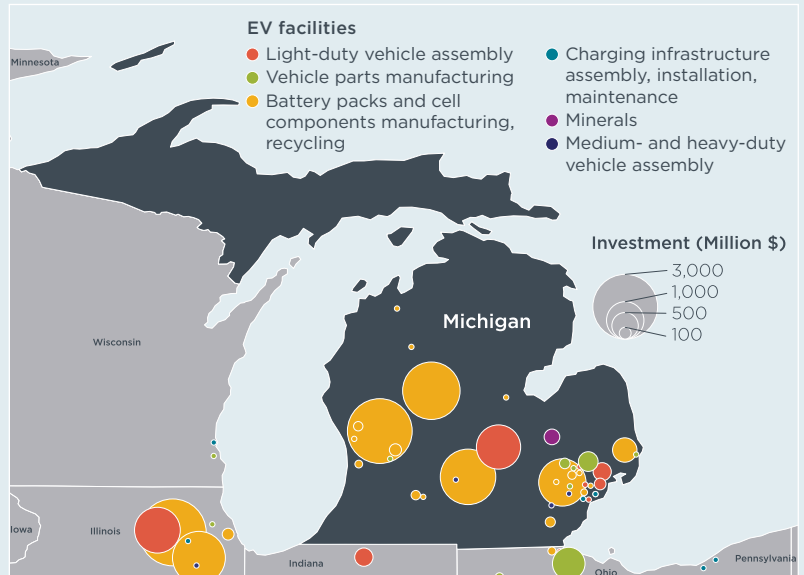 EV facilities
Light-duty vehicle assembly
Vehicle parts manufacturing
Battery packs and cell
components manufacturing,
recycling
Charging infrastructure
assembly, installation,
maintenance
Minerals
Medium- and heavy-duty
vehicle assembly
Minnesota
Investment (Million $)
3,000
1,000
500
100
Michigan
Wisconsin
Iowa
Illinois
Indiana
Ohio
Pennsylvania